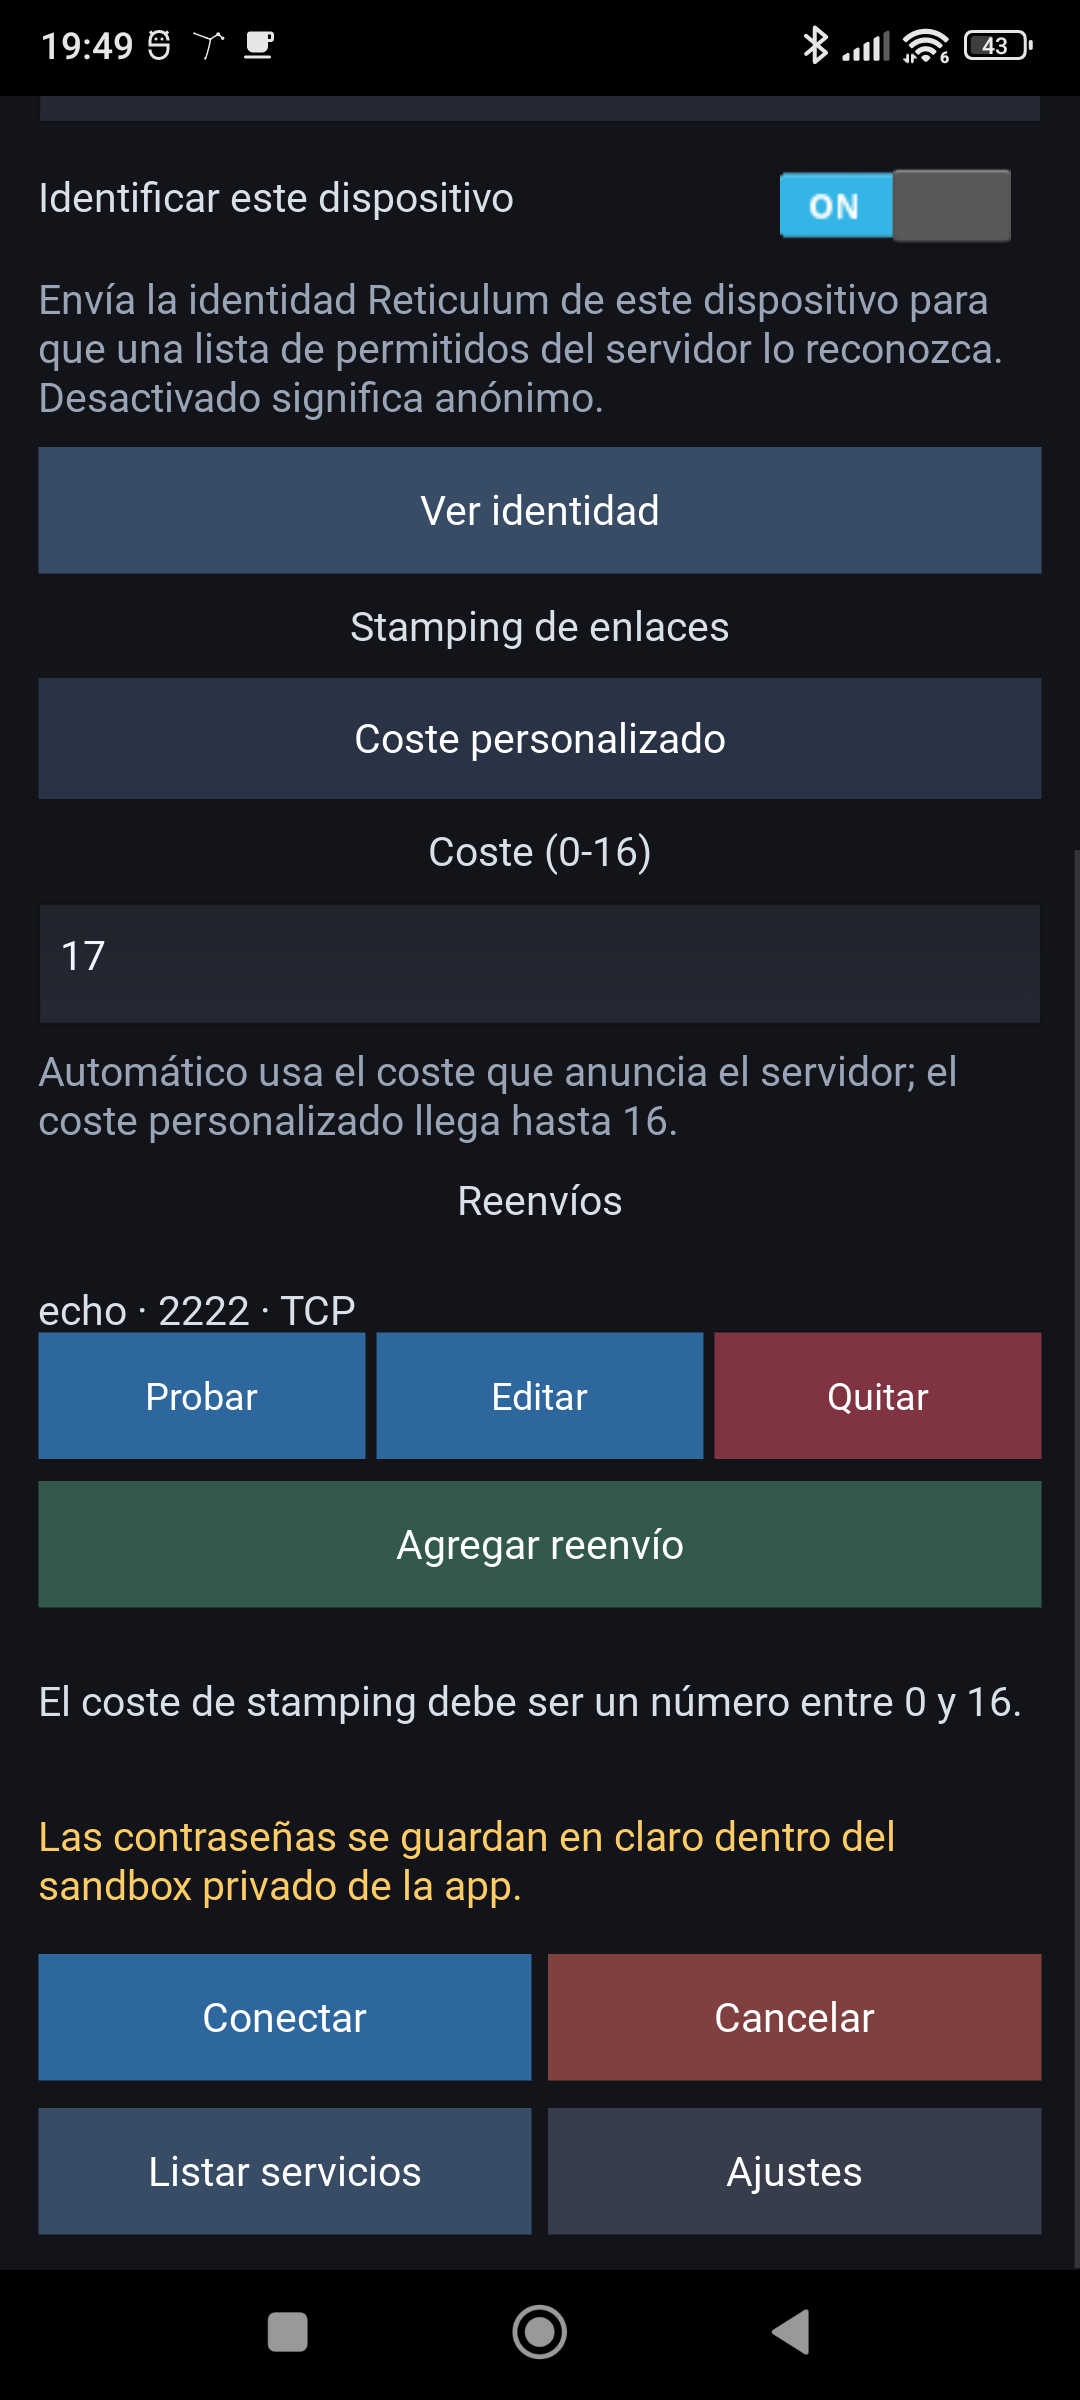 19:49
6
43
Identificar este dispositivo
ON
Envía la identidad Reticulum de este dispositivo para
que una lista de permitidos del servidor lo reconozca.
Desactivado significa anónimo.
Ver identidad
Stamping de enlaces
Coste personalizado
Coste (0-16)
17
Automático usa el coste que anuncia el servidor; el
coste personalizado llega hasta 16.
Reenvíos
echo · 2222 · TCP
Probar
Editar
Quitar
Agregar reenvío
El coste de stamping debe ser un número entre 0 y 16.
Las contraseñas se guardan en claro dentro del
sandbox privado de la app.
Conectar
Cancelar
Listar servicios
Ajustes